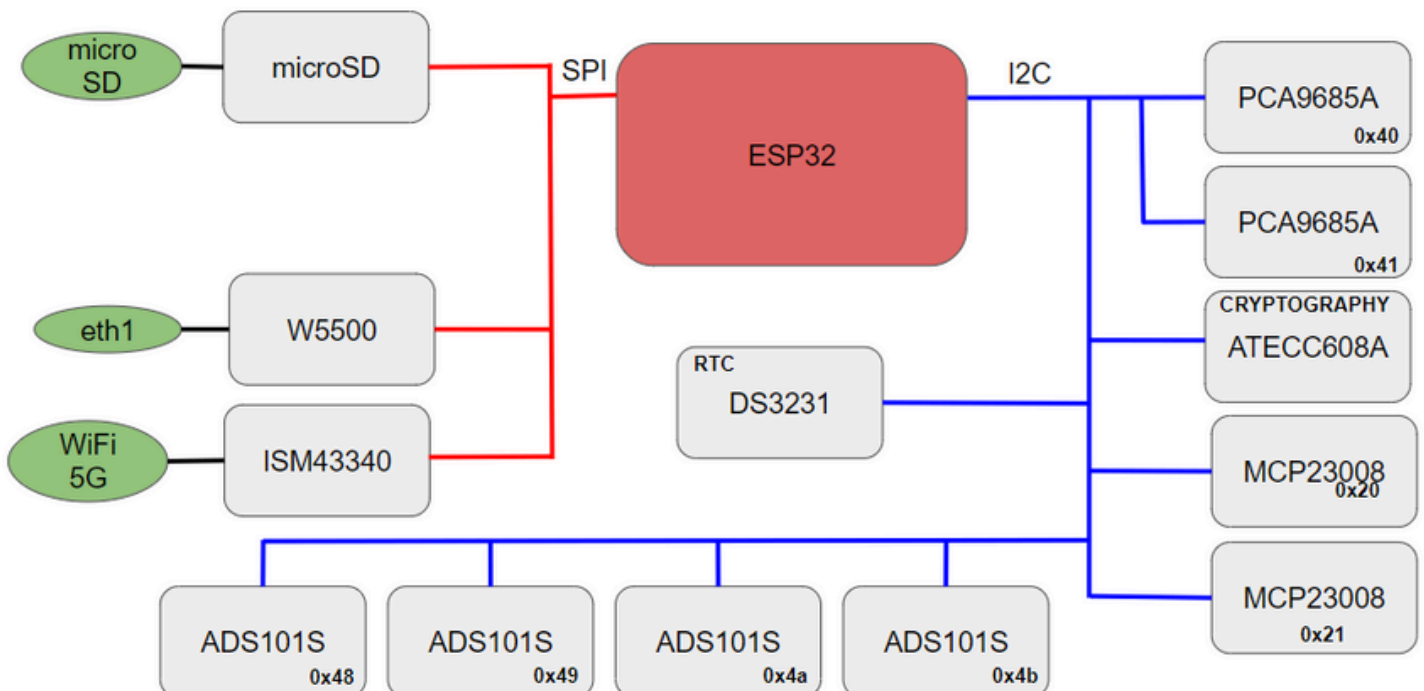 micro
SD
microSD
SPI
ESP32
I2C
PCA9685A
0x40
PCA9685A
0x41
eth1
W5500
CRYPTOGRAPHY
ATECC608A
RTC
DS3231
WiFi
5G
ISM43340
MCP23008
0x20
MCP23008
0x21
ADS101S
0x48
ADS101S
0x49
ADS101S
0x4a
ADS101S
0x4b